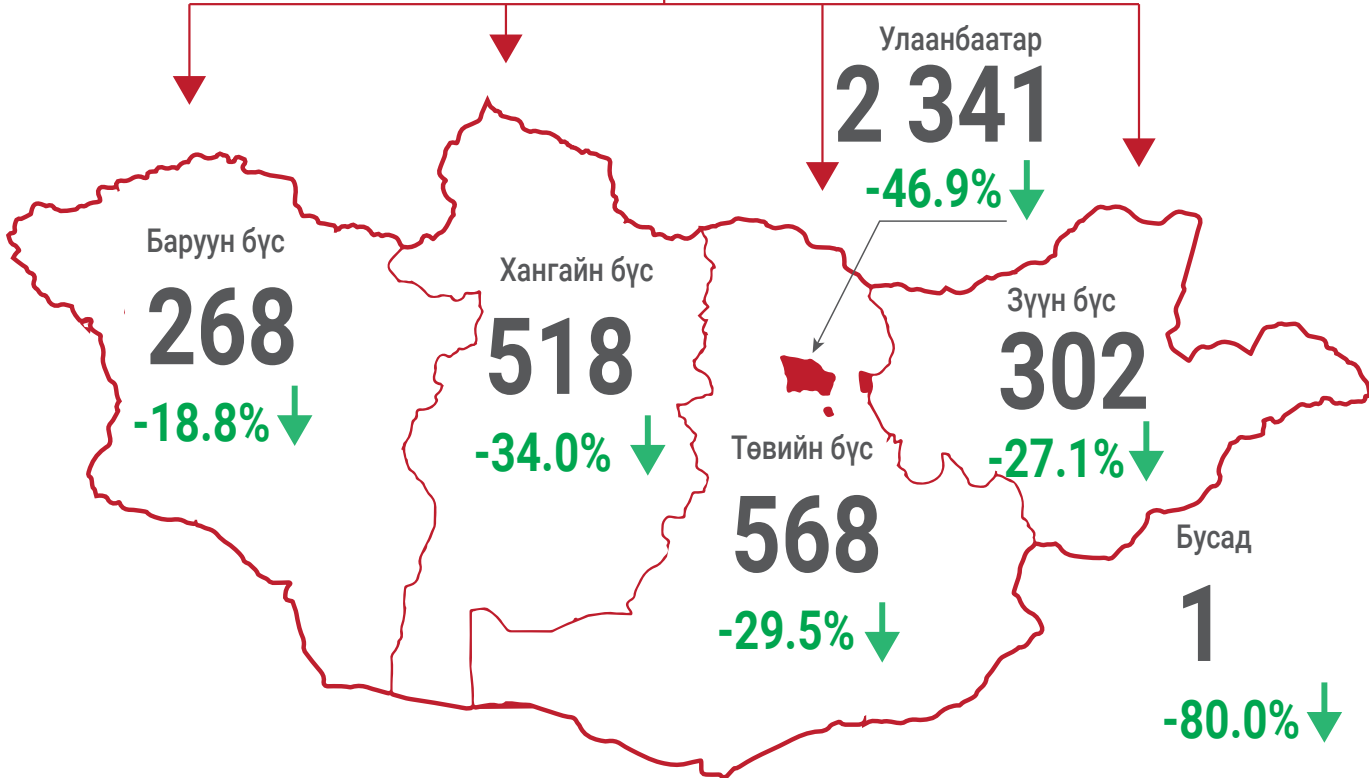 Улаанбаатар
2 341
-46.9%
Баруун бүс
268
-18.8%
Хангайн бүс
518
-34.0%
Төвийн бүс
568
-29.5%
Зүүн бүс
302
-27.1%
Бусад
1
-80.0%